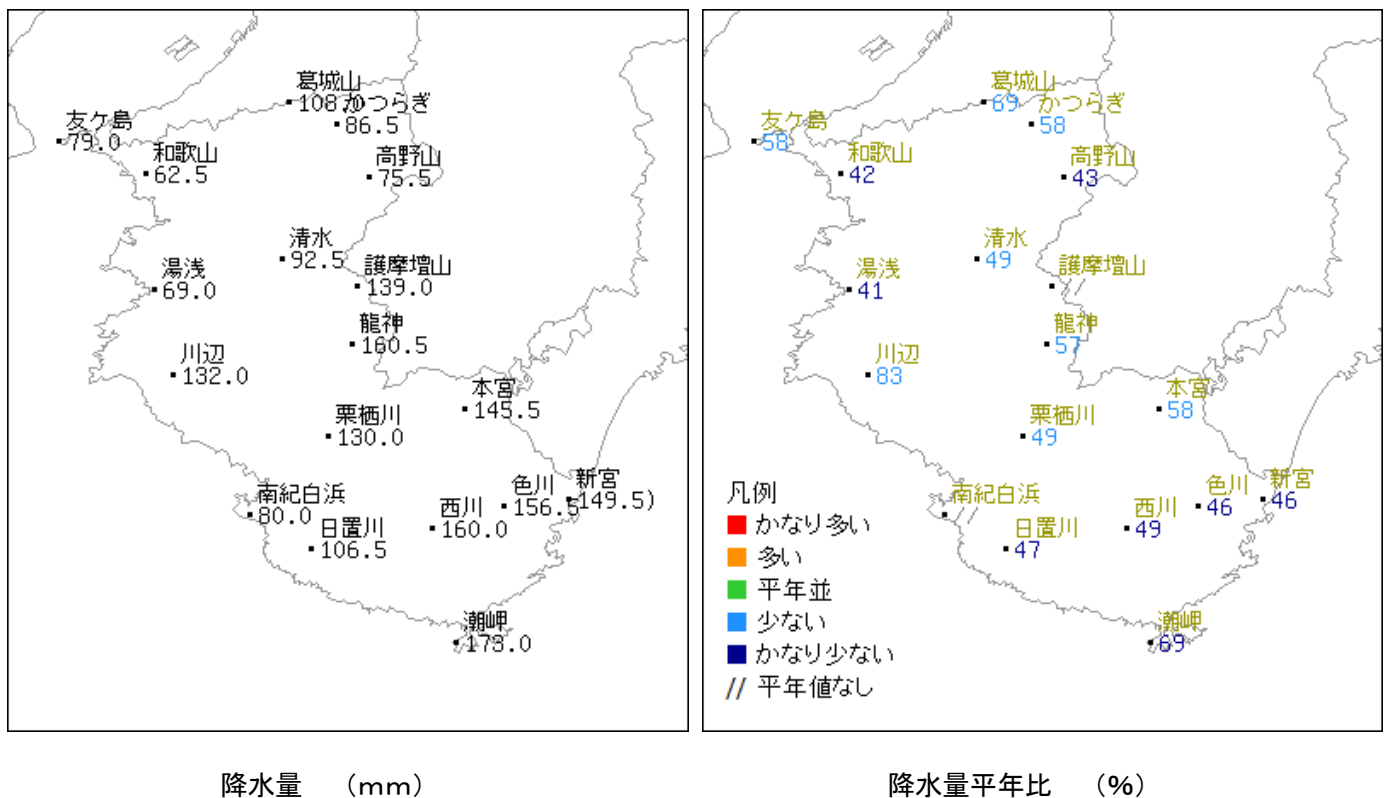 葛城山
108.0
かつらぎ
86.5
友ケ島
79.0
和歌山
62.5
高野山
75.5
清水
92.5
護摩壇山
139.0
湯浅
69.0
龍神
160.5
川辺
132.0
本宮
145.5
栗栖川
130.0
南紀白浜
80.0
日置川
106.5
西川
160.0
色川
156.5
新宮
149.5)
潮岬
173.0
降水量 (mm)
葛城山
69
かつらぎ
58
友ケ島
58
和歌山
42
高野山
43
清水
49
護摩壇山
//
湯浅
41
龍神
57
川辺
83
本宮
58
栗栖川
49
南紀白浜
//
日置川
47
西川
49
色川
46
新宮
46
潮岬
69
凡例
かなり多い
多い
平年並
少ない
かなり少ない
// 平年値なし
降水量平年比 (%)